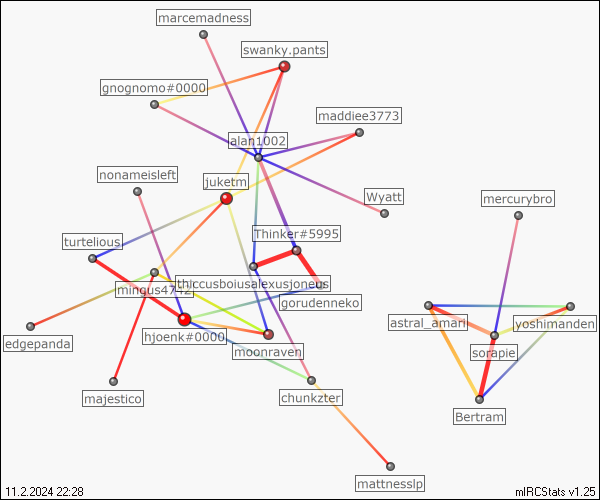 marcemadness
swanky.pants
gnognomo#0000
maddiee3773
alan1002
nonameisleft
juketm
Wyatt
mercurybro
Thinker#5995
turtelious
thiccusboiusalexusjoneus
mingus4742
gorudenneko
astral_amari
yoshimanden
hjoenk#0000
edgepanda
moonraven
sorapie
majestico
chunkzter
Bertram
mattnesslp
11.2.2024 22:28
mIRCStats v1.25